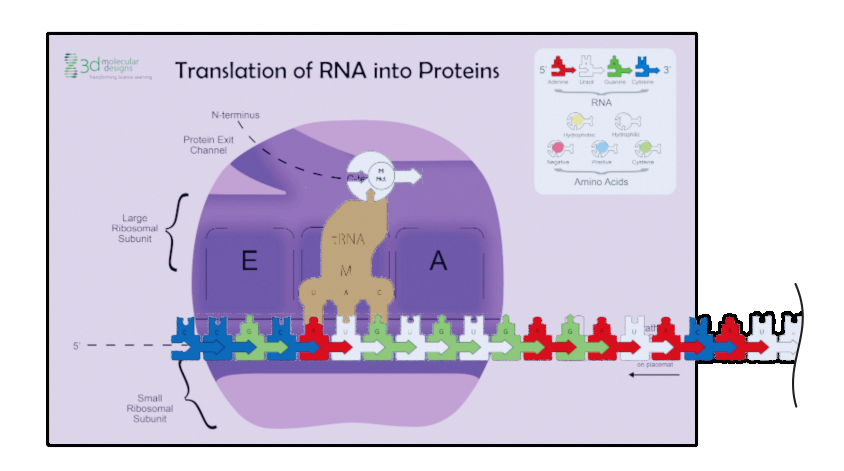 3d molecular
designs
Transforming Science Learning
Translation of RNA into Proteins
5' 3'
Adenine Uracil Guanine Cytosine
RNA
Hydrophobic Hydrophilic
Negative Positive Cysteine
Amino Acids
N-terminus
Protein Exit
Channel
M
Met
Large
Ribosomal
Subunit
tRNA
M
E
A
U A C
C C G C A U G U G U G A G A U A C A U
5'
on placemat
Small
Ribosomal
Subunit